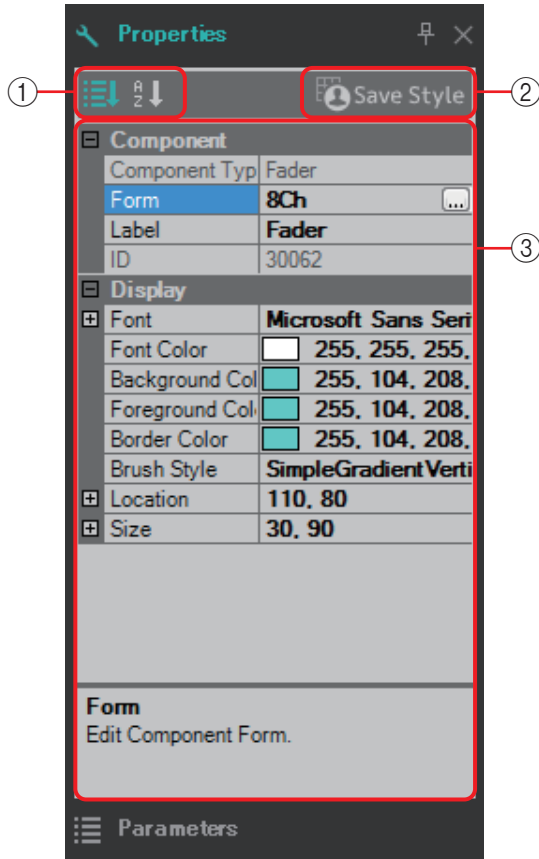 Properties
① A Z Save Style ②
Component
Component Typ Fader
Form 8Ch ...
Label Fader ③
ID 30062
Display
Font Microsoft Sans Seri
Font Color 255, 255, 255,
Background Col 255, 104, 208,
Foreground Col 255, 104, 208,
Border Color 255, 104, 208,
Brush Style SimpleGradientVerti
Location 110, 80
Size 30, 90
Form
Edit Component Form.
Parameters